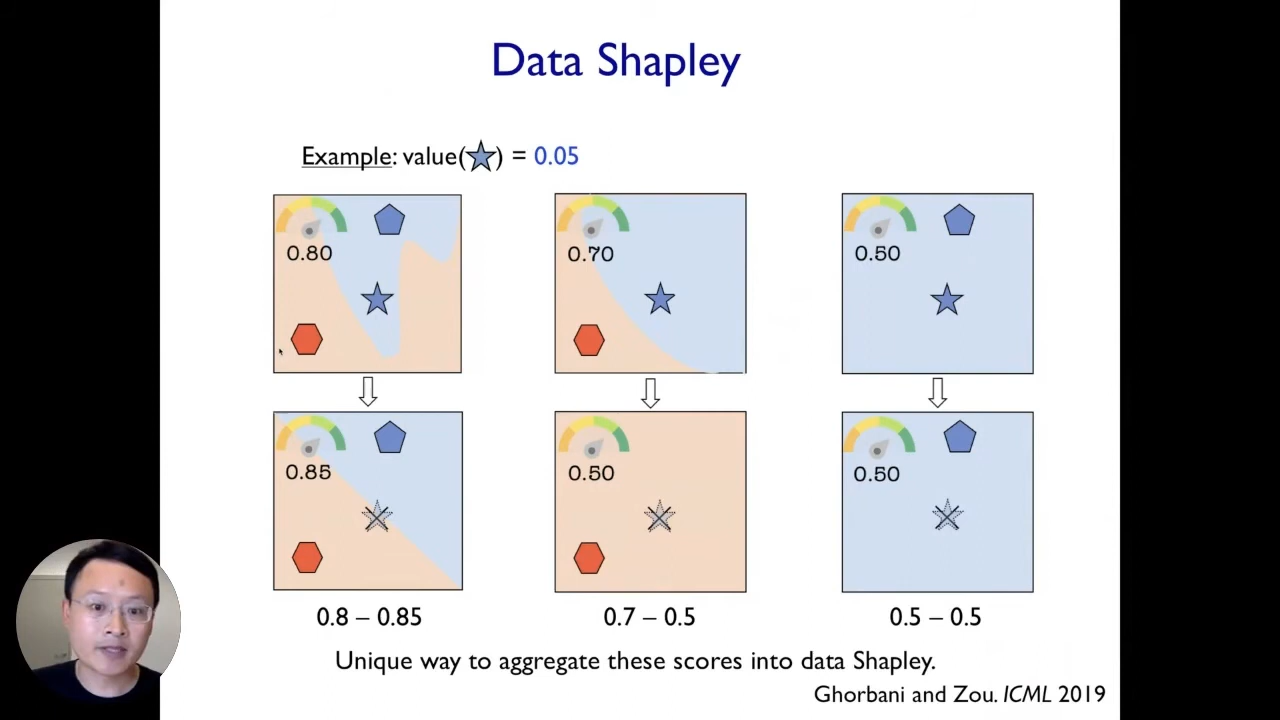 Data Shapley
Example: value( ) = 0.05
0.80
0.70
0.50
0.85
0.50
0.50
0.8 – 0.85
0.7 – 0.5
0.5 – 0.5
Unique way to aggregate these scores into data Shapley.
Ghorbani and Zou. ICML 2019